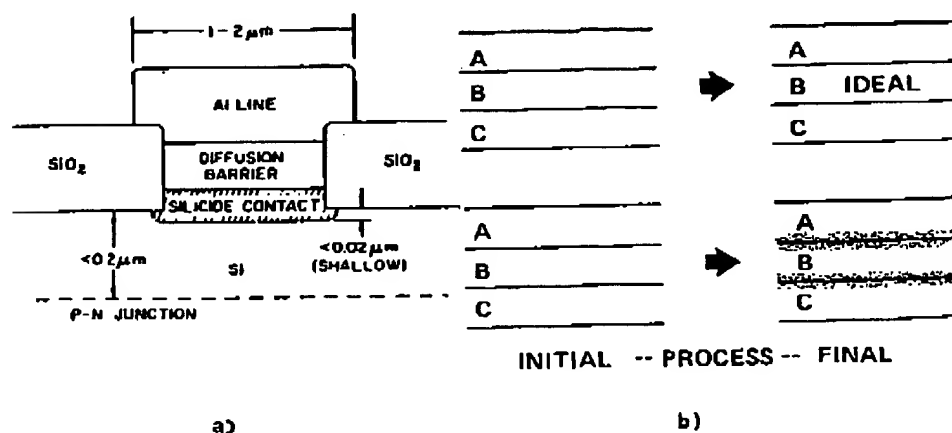 1-2 μm
Al LINE
SiO₂
DIFFUSION
BARRIER
SiO₂
SILICIDE CONTACT
<0.2 μm
<0.02 μm
(SHALLOW)
Si
P-N JUNCTION
a)
A
B
C
A
B IDEAL
C
A
B
C
A
B
C
INITIAL -- PROCESS -- FINAL
b)